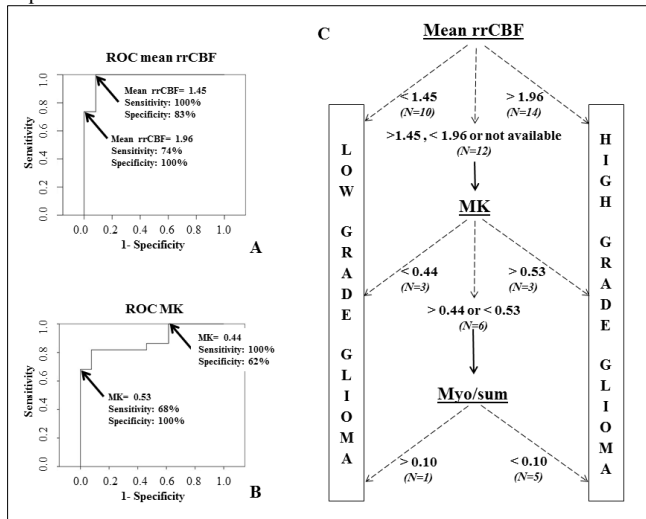 ROC mean rrCBF
Mean rrCBF= 1.45
Sensitivity: 100%
Specificity: 83%
Mean rrCBF= 1.96
Sensitivity: 74%
Specificity: 100%
Sensitivity
0.0 0.2 0.4 0.6 0.8 1.0
0.0 0.2 0.4 0.6 0.8 1.0
1- Specificity
A
ROC MK
MK= 0.44
Sensitivity: 100%
Specificity: 62%
MK= 0.53
Sensitivity: 68%
Specificity: 100%
Sensitivity
0.0 0.2 0.4 0.6 0.8 1.0
0.0 0.2 0.4 0.6 0.8 1.0
1- Specificity
B
C
Mean rrCBF
< 1.45
(N=10)
> 1.96
(N=14)
>1.45 , < 1.96 or not available
(N=12)
MK
< 0.44
(N=3)
> 0.53
(N=3)
> 0.44 or < 0.53
(N=6)
Myo/sum
> 0.10
(N=1)
< 0.10
(N=5)
LOW GRADE GLIOMA
HIGH GRADE GLIOMA